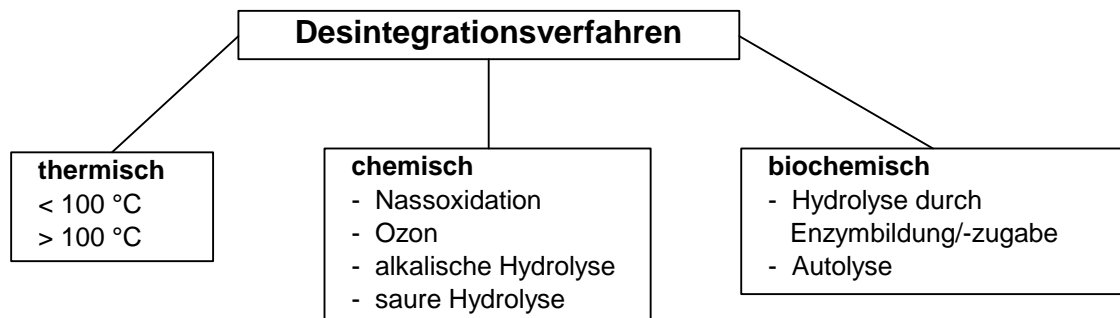 Desintegrationsverfahren
thermisch
< 100 °C
> 100 °C
chemisch
- Nassoxidation
- Ozon
- alkalische Hydrolyse
- saure Hydrolyse
biochemisch
- Hydrolyse durch
Enzymbildung/-zugabe
- Autolyse